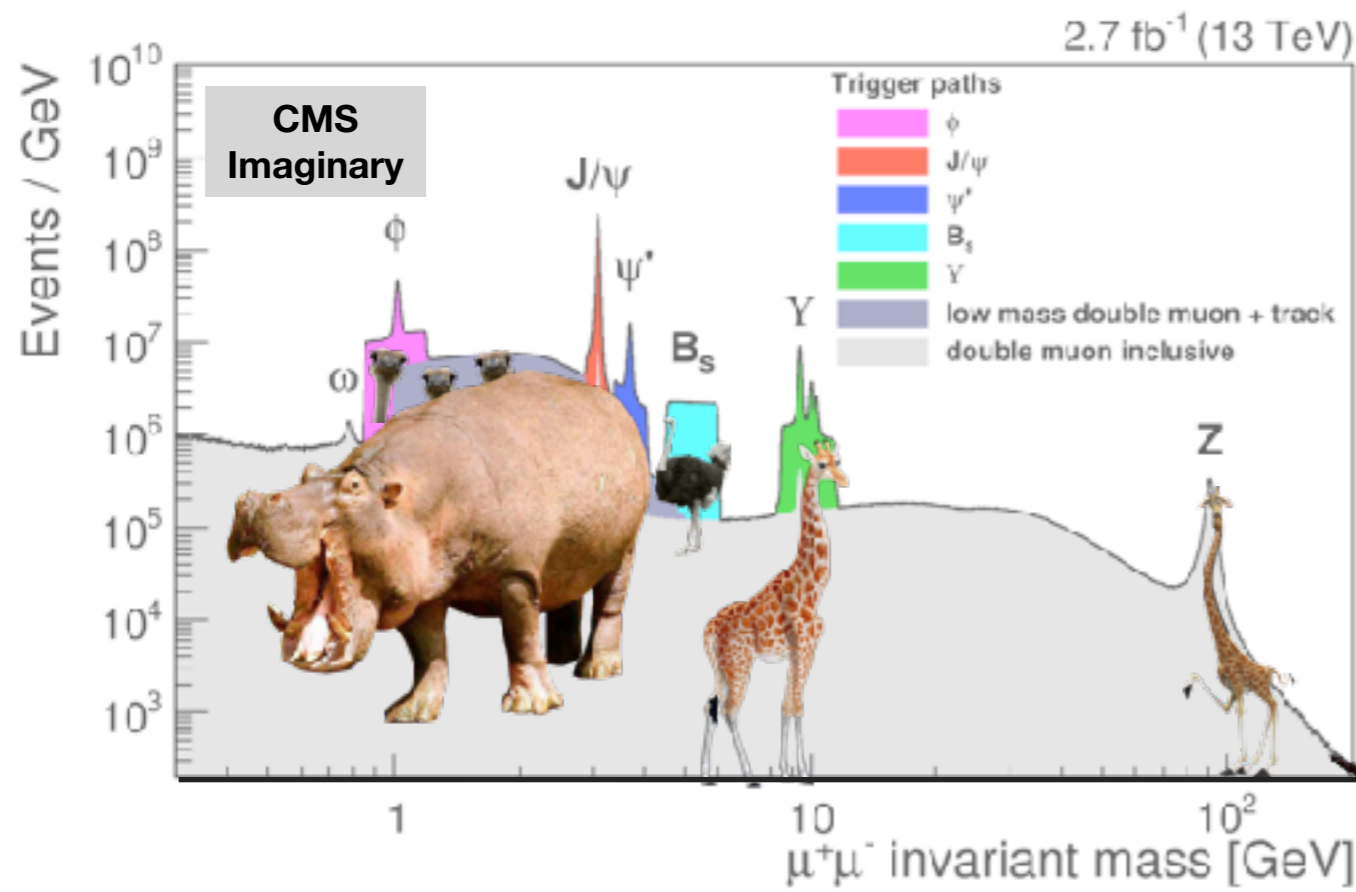 2.7 fb⁻¹ (13 TeV)
Events / GeV
10¹⁰
10⁹
10⁸
10⁷
10⁶
10⁵
10⁴
10³
CMS
Imaginary
ω
ϕ
J/ψ
ψ'
Bₛ
Υ
Z
Trigger paths
ϕ
J/ψ
ψ'
Bₛ
Υ
low mass double muon + track
double muon inclusive
1
10
10²
μ⁺μ⁻ invariant mass [GeV]